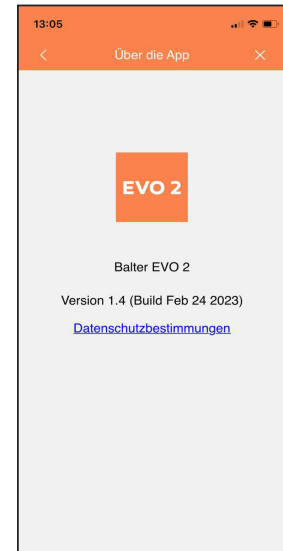 13:05
Über die App
EVO 2
Balter EVO 2
Version 1.4 (Build Feb 24 2023)
Datenschutzbestimmungen